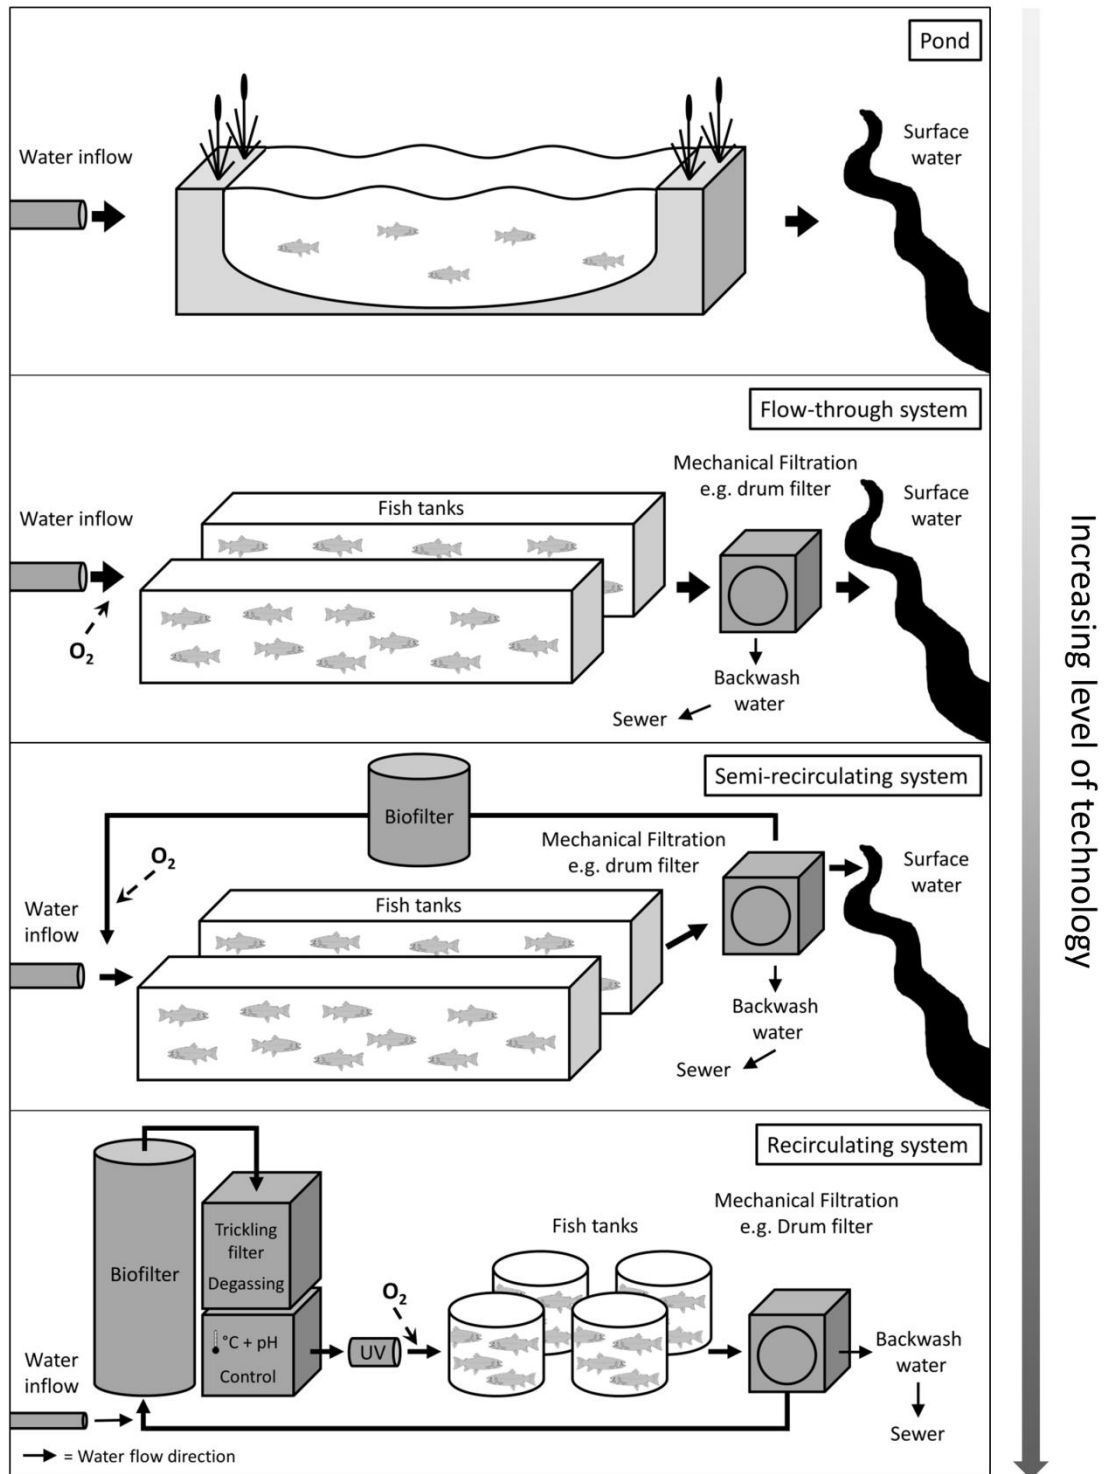 Pond
Water inflow
Surface
water
Flow-through system
Mechanical Filtration
e.g. drum filter
Surface
water
Water inflow
Fish tanks
O₂
Backwash
water
Sewer
Semi-recirculating system
Biofilter
Mechanical Filtration
e.g. drum filter
O₂
Surface
water
Water
inflow
Fish tanks
Backwash
water
Sewer
Recirculating system
Mechanical Filtration
e.g. Drum filter
Biofilter
Trickling
filter
Degassing
Fish tanks
O₂
°C + pH
Control
UV
Water
inflow
Backwash
water
Sewer
= Water flow direction
Increasing level of technology